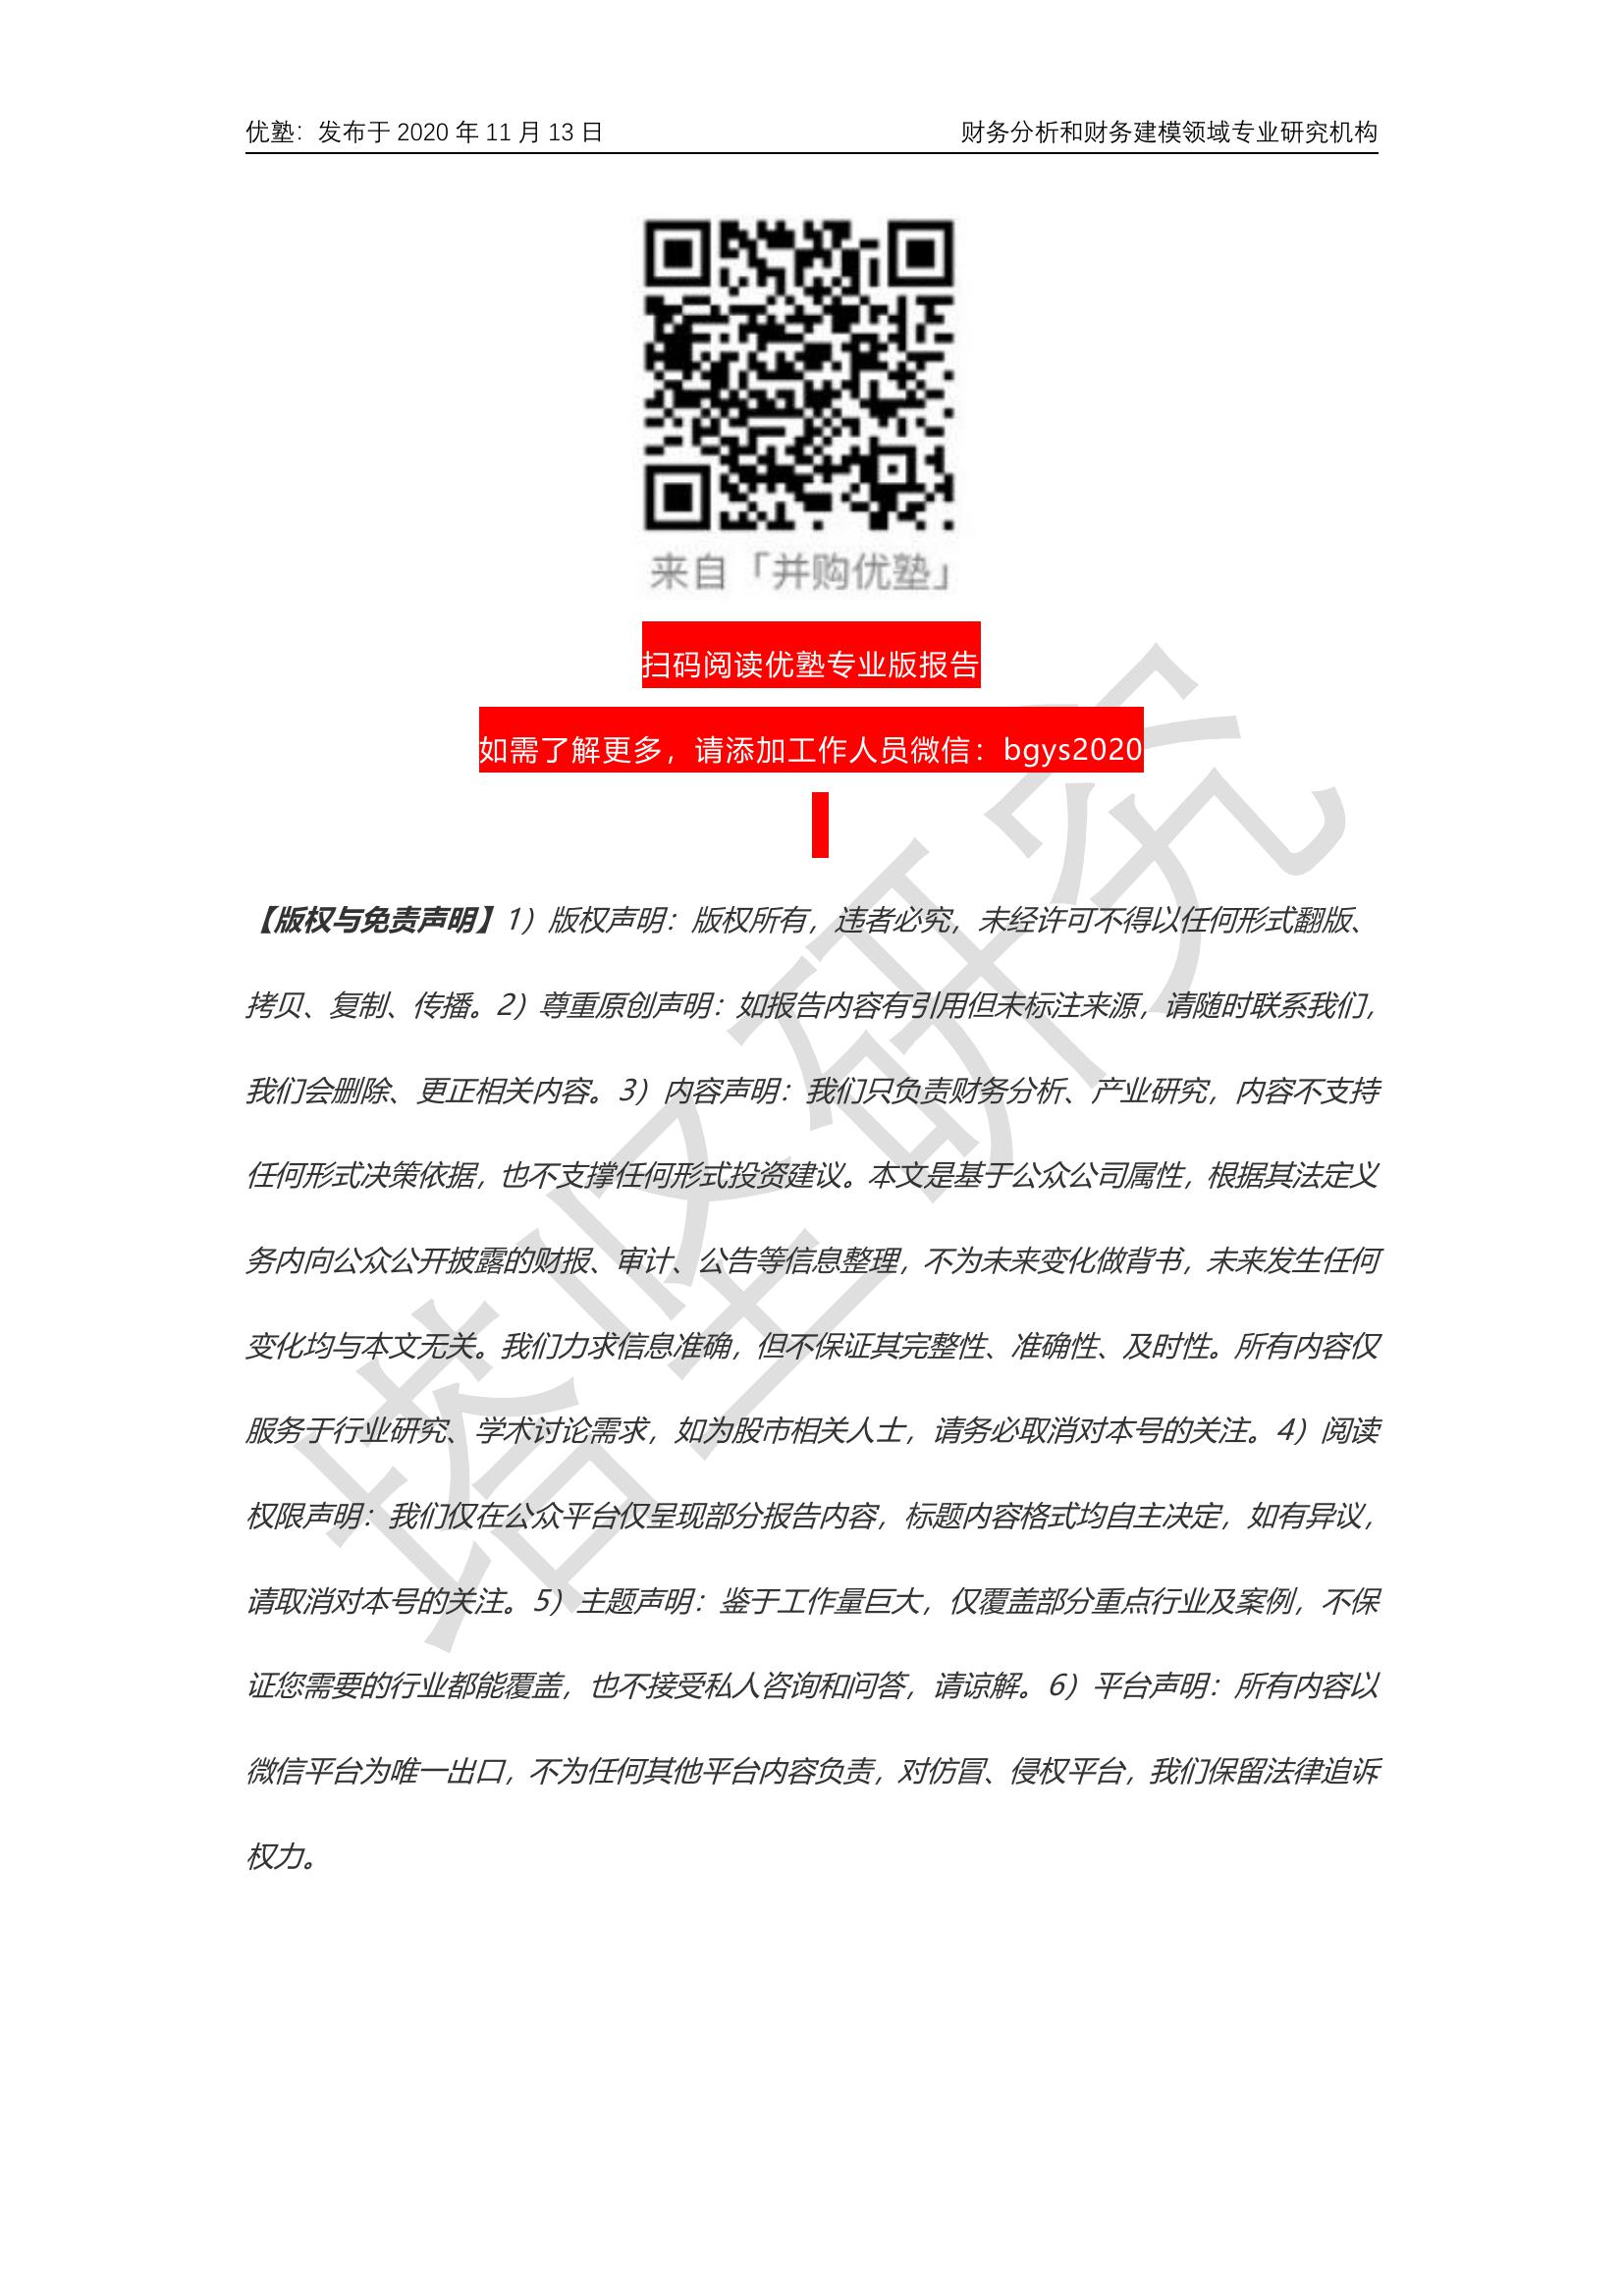 优塾：发布于 2020 年 11 月 13 日 财务分析和财务建模领域专业研究机构
来自「并购优塾」
扫码阅读优塾专业版报告
如需了解更多，请添加工作人员微信：bgys2020
【版权与免责声明】1）版权声明：版权所有，违者必究，未经许可不得以任何形式翻版、
拷贝、复制、传播。2）尊重原创声明：如报告内容有引用但未标注来源，请随时联系我们，
我们会删除、更正相关内容。3）内容声明：我们只负责财务分析、产业研究，内容不支持
任何形式决策依据，也不支撑任何形式投资建议。本文是基于公众公司属性，根据其法定义
务内向公众公开披露的财报、审计、公告等信息整理，不为未来变化做背书，未来发生任何
变化均与本文无关。我们力求信息准确，但不保证其完整性、准确性、及时性。所有内容仅
服务于行业研究、学术讨论需求，如为股市相关人士，请务必取消对本号的关注。4）阅读
权限声明：我们仅在公众平台仅呈现部分报告内容，标题内容格式均自主决定，如有异议，
请取消对本号的关注。5）主题声明：鉴于工作量巨大，仅覆盖部分重点行业及案例，不保
证您需要的行业都能覆盖，也不接受私人咨询和问答，请谅解。6）平台声明：所有内容以
微信平台为唯一出口，不为任何其他平台内容负责，对仿冒、侵权平台，我们保留法律追诉
权力。
塔坚研究